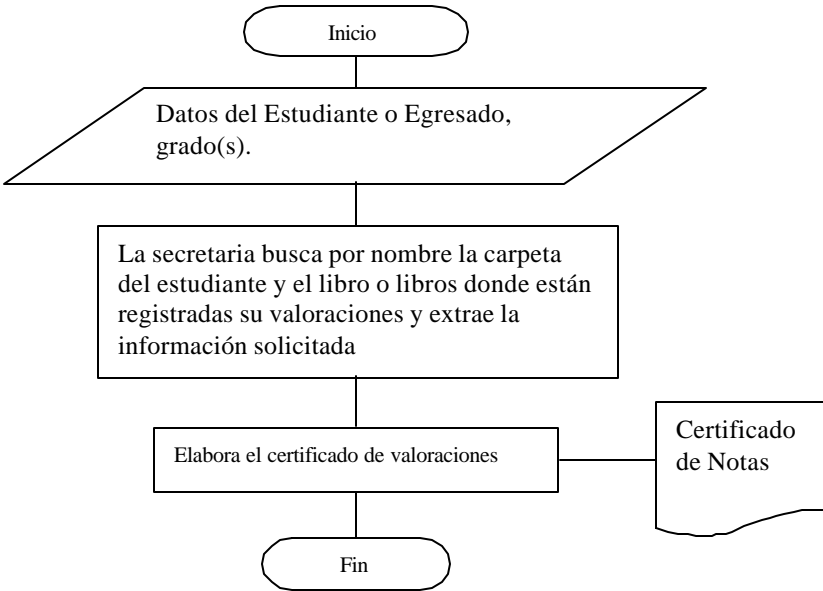 Inicio
Datos del Estudiante o Egresado,
grado(s).
La secretaria busca por nombre la carpeta
del estudiante y el libro o libros donde están
registradas su valoraciones y extrae la
información solicitada
Elabora el certificado de valoraciones
Certificado
de Notas
Fin